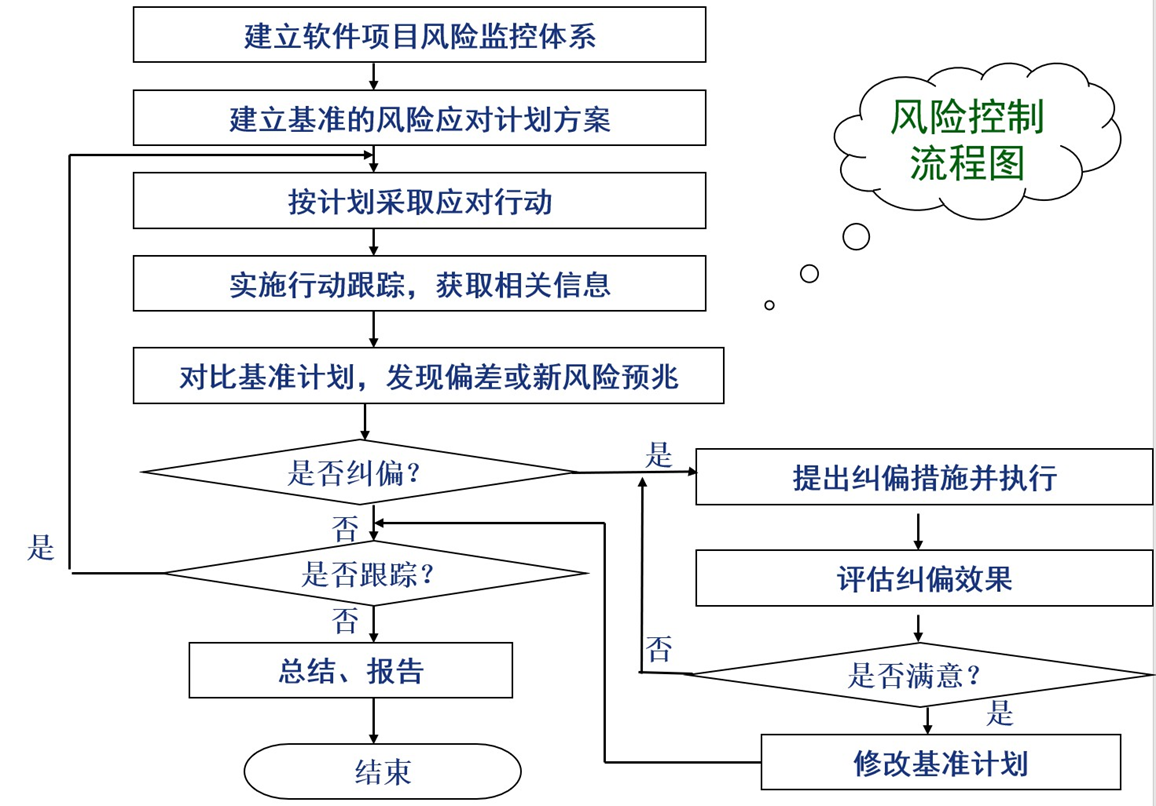 建立软件项目风险监控体系
建立基准的风险应对计划方案
风险控制
流程图
按计划采取应对行动
实施行动跟踪，获取相关信息
对比基准计划，发现偏差或新风险预兆
是否纠偏？
是
提出纠偏措施并执行
否
是
是否跟踪？
评估纠偏效果
否
否
总结、报告
是否满意？
是
结束
修改基准计划